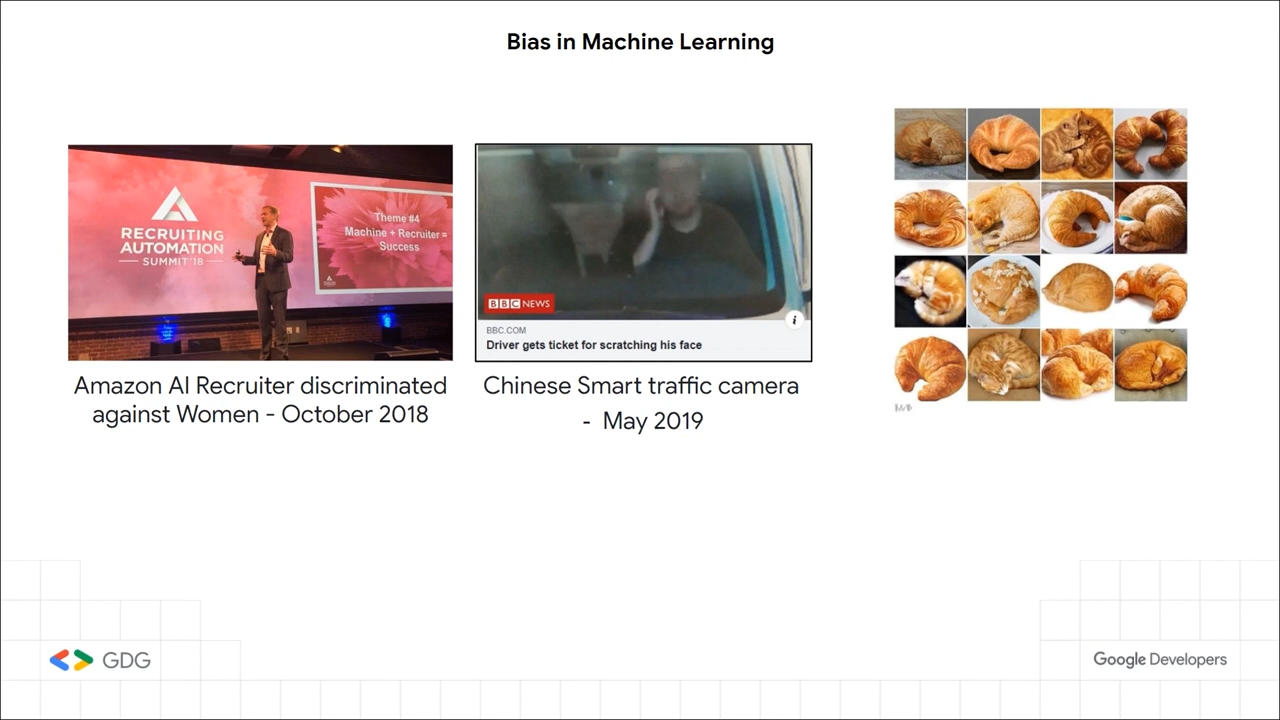 Bias in Machine Learning
RECRUITING
AUTOMATION
SUMMIT'18
Theme #4
Machine + Recruiter =
Success
BBC NEWS
i
BBC.COM
Driver gets ticket for scratching his face
Amazon AI Recruiter discriminated
against Women - October 2018
Chinese Smart traffic camera
- May 2019
GDG
Google Developers